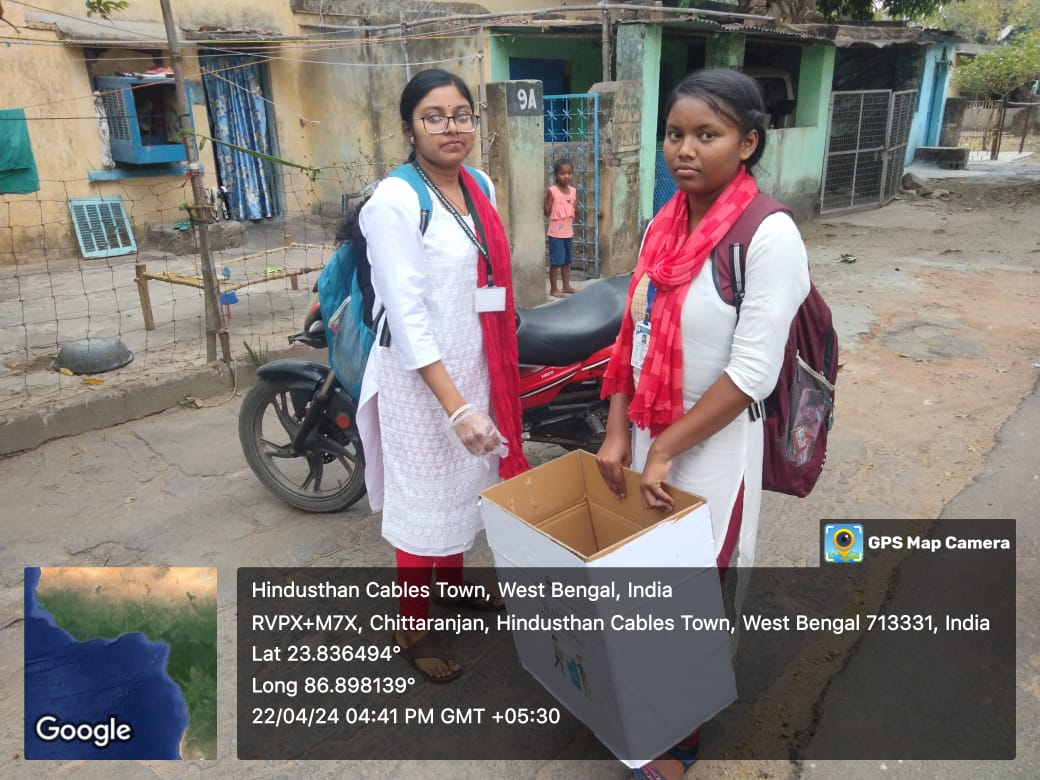 9A
GPS Map Camera
Hindusthan Cables Town, West Bengal, India
RVPX+M7X, Chittaranjan, Hindusthan Cables Town, West Bengal 713331, India
Lat 23.836494°
Long 86.898139°
22/04/24 04:41 PM GMT +05:30
Google